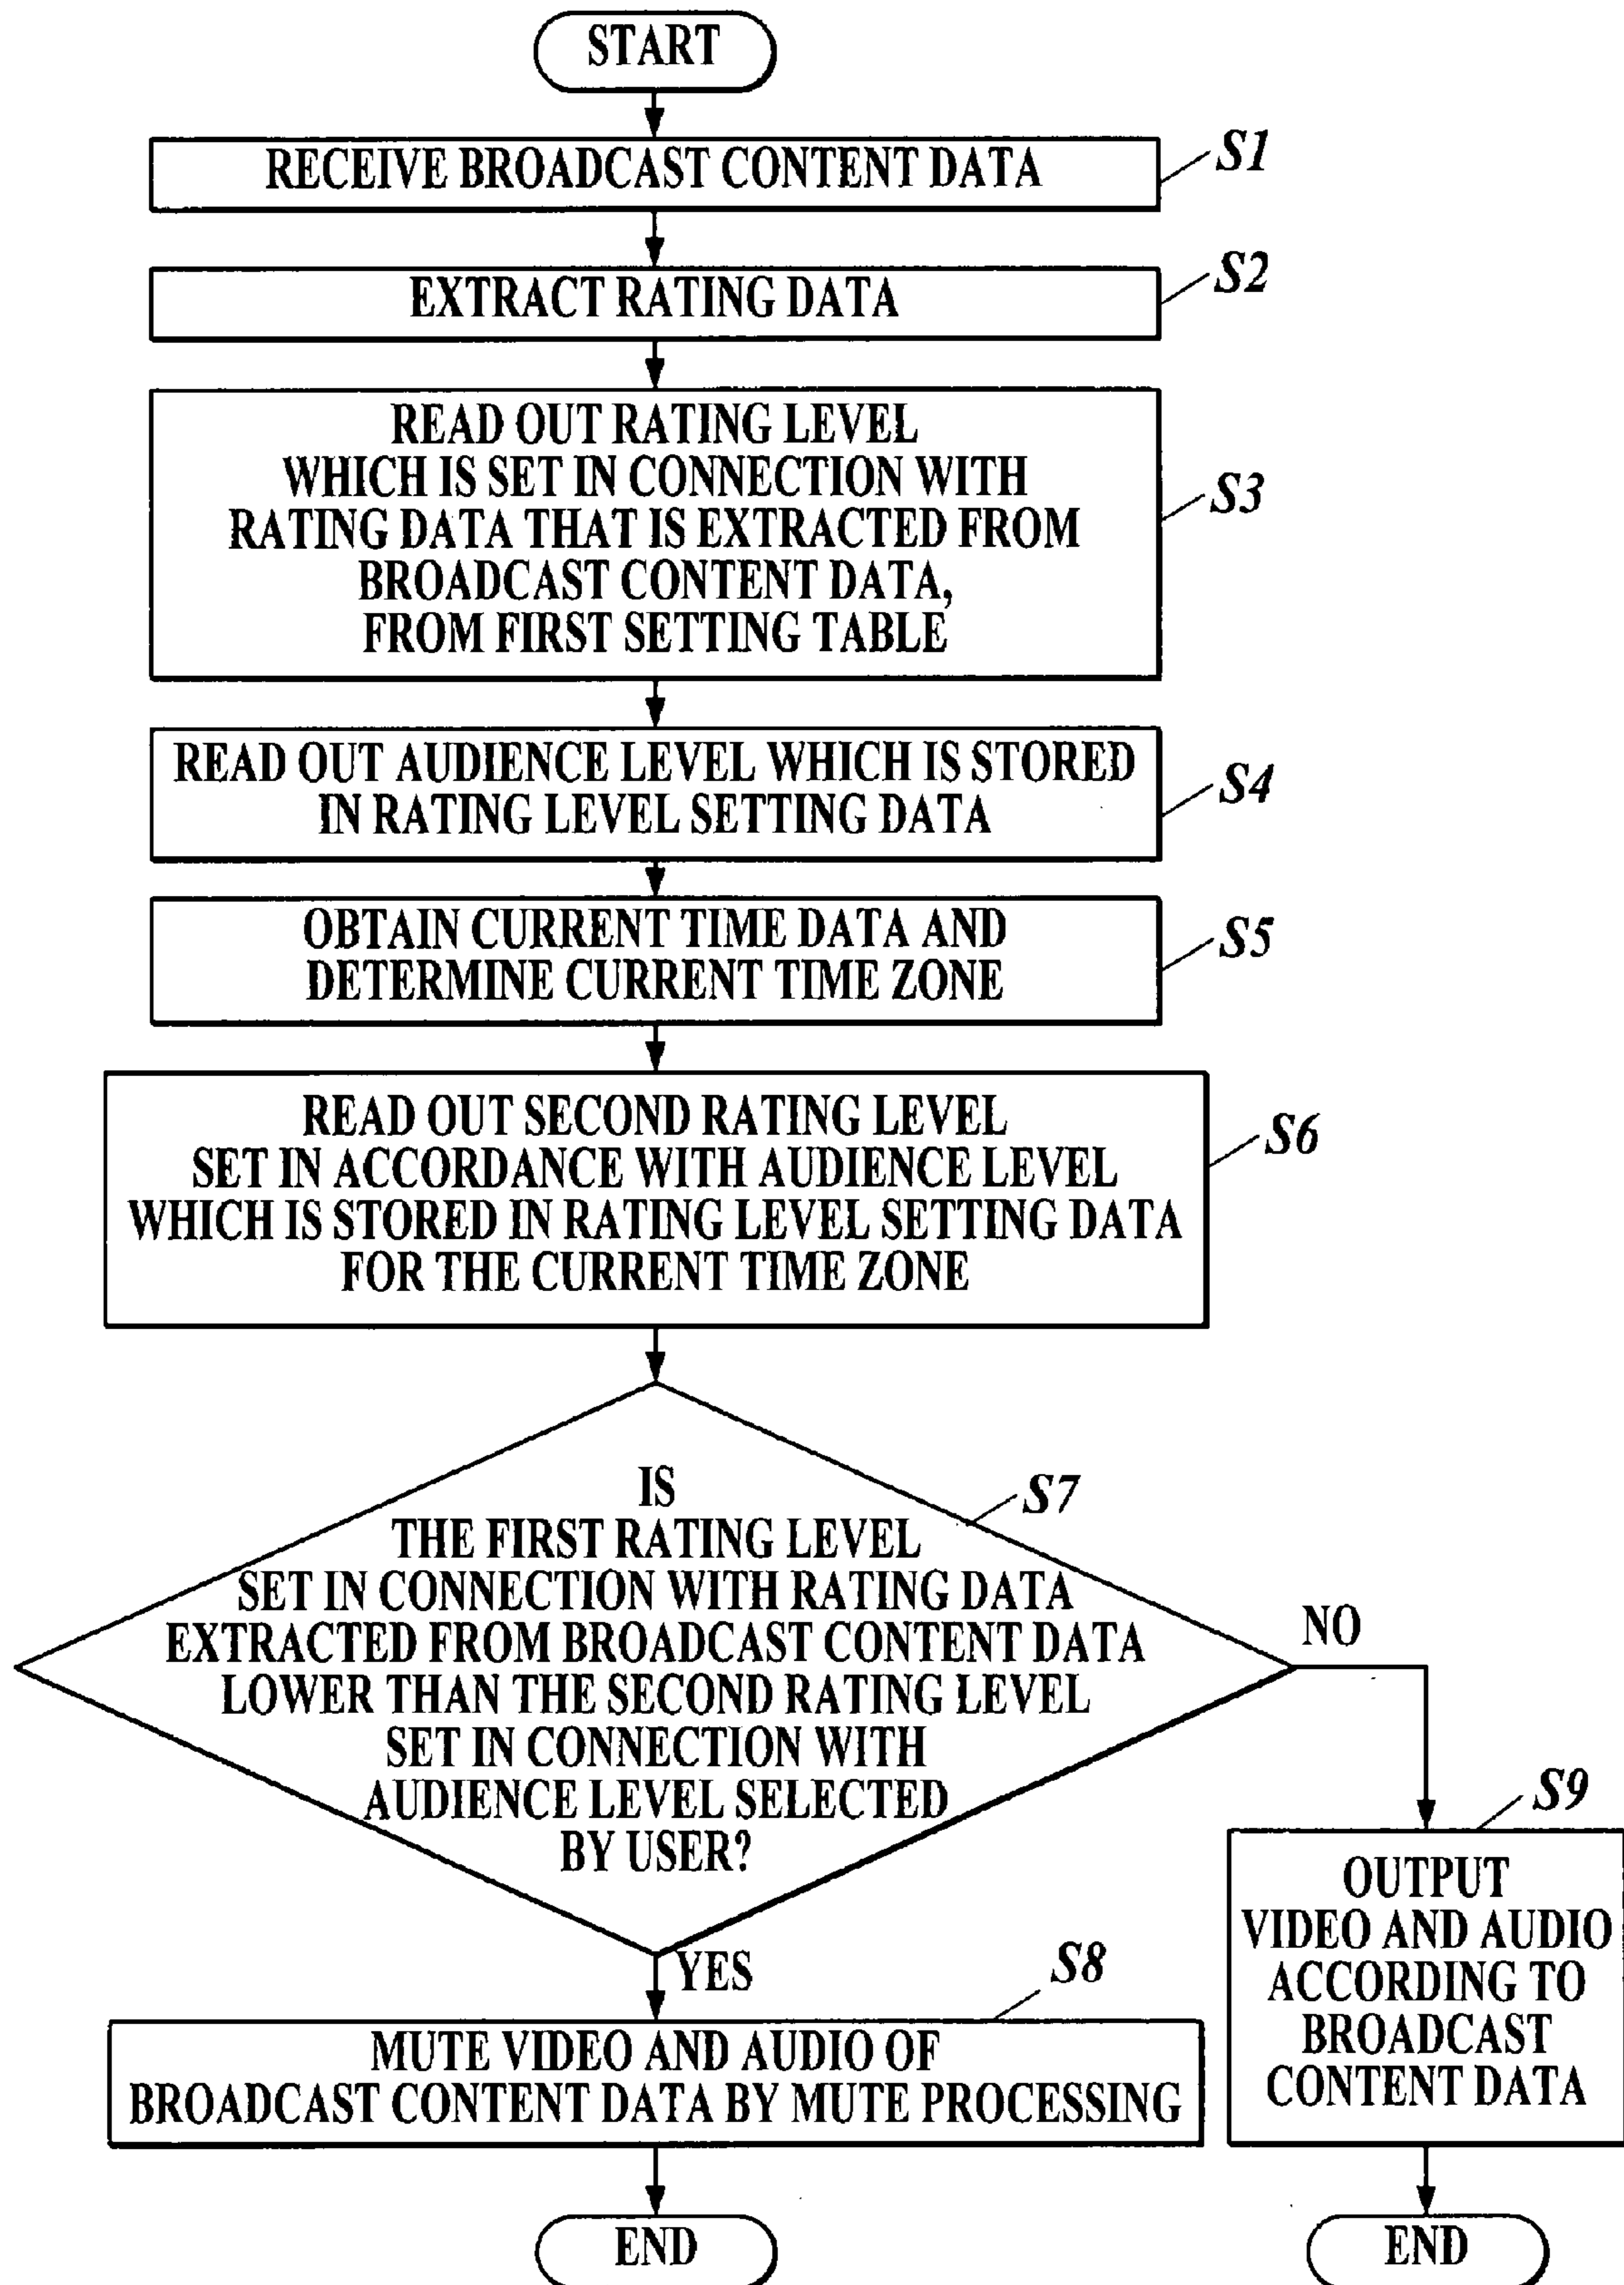 START
RECEIVE BROADCAST CONTENT DATA
S1
EXTRACT RATING DATA
S2
READ OUT RATING LEVEL
WHICH IS SET IN CONNECTION WITH
RATING DATA THAT IS EXTRACTED FROM
BROADCAST CONTENT DATA,
FROM FIRST SETTING TABLE
S3
READ OUT AUDIENCE LEVEL WHICH IS STORED
IN RATING LEVEL SETTING DATA
S4
OBTAIN CURRENT TIME DATA AND
DETERMINE CURRENT TIME ZONE
S5
READ OUT SECOND RATING LEVEL
SET IN ACCORDANCE WITH AUDIENCE LEVEL
WHICH IS STORED IN RATING LEVEL SETTING DATA
FOR THE CURRENT TIME ZONE
S6
IS
THE FIRST RATING LEVEL
SET IN CONNECTION WITH RATING DATA
EXTRACTED FROM BROADCAST CONTENT DATA
LOWER THAN THE SECOND RATING LEVEL
SET IN CONNECTION WITH
AUDIENCE LEVEL SELECTED
BY USER?
S7
NO
YES
MUTE VIDEO AND AUDIO OF
BROADCAST CONTENT DATA BY MUTE PROCESSING
S8
END
OUTPUT
VIDEO AND AUDIO
ACCORDING TO
BROADCAST
CONTENT DATA
S9
END